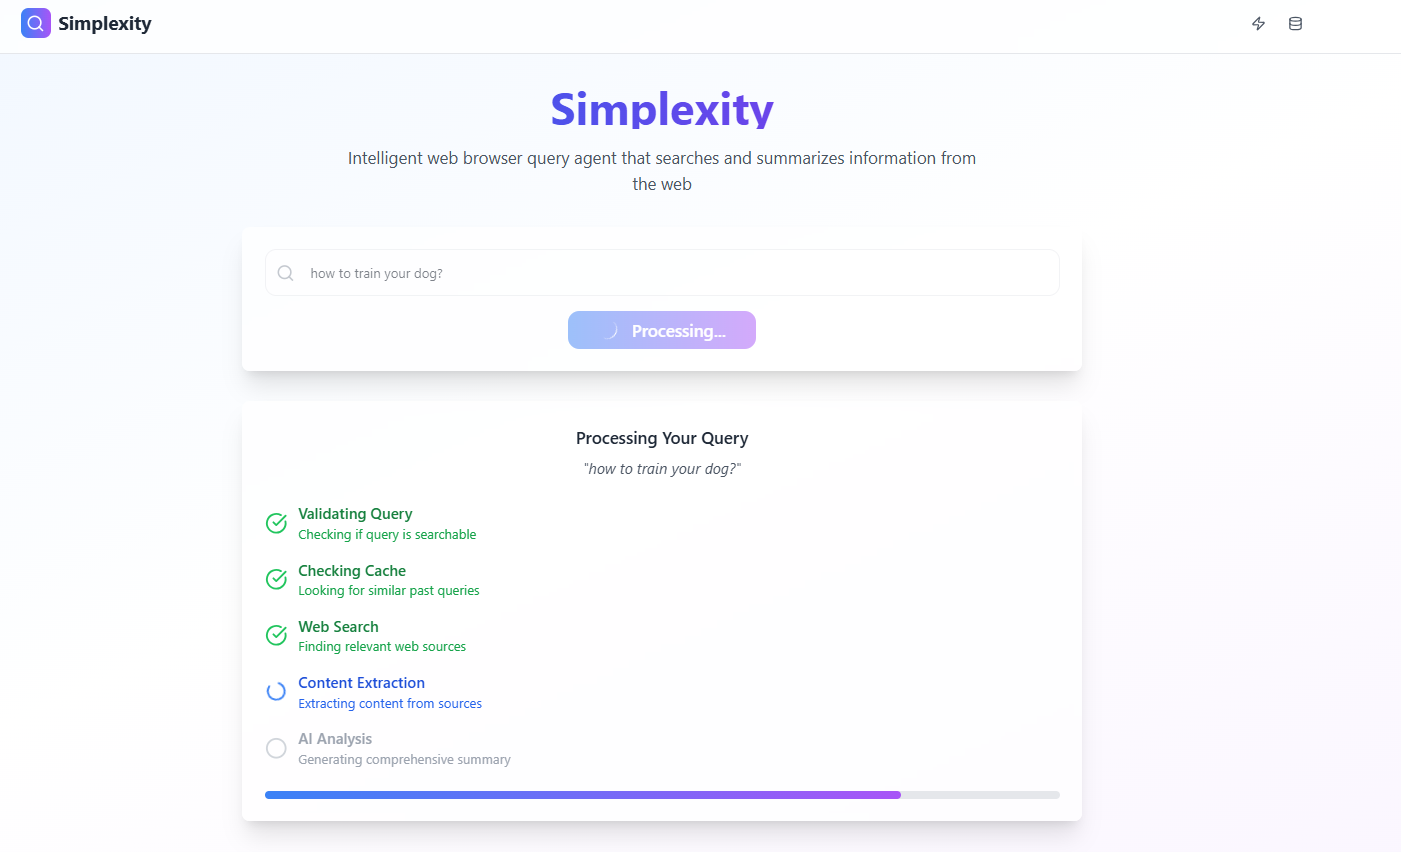 Simplexity
Simplexity
Intelligent web browser query agent that searches and summarizes information from
the web
how to train your dog?
Processing...
Processing Your Query
"how to train your dog?"
Validating Query
Checking if query is searchable
Checking Cache
Looking for similar past queries
Web Search
Finding relevant web sources
Content Extraction
Extracting content from sources
AI Analysis
Generating comprehensive summary